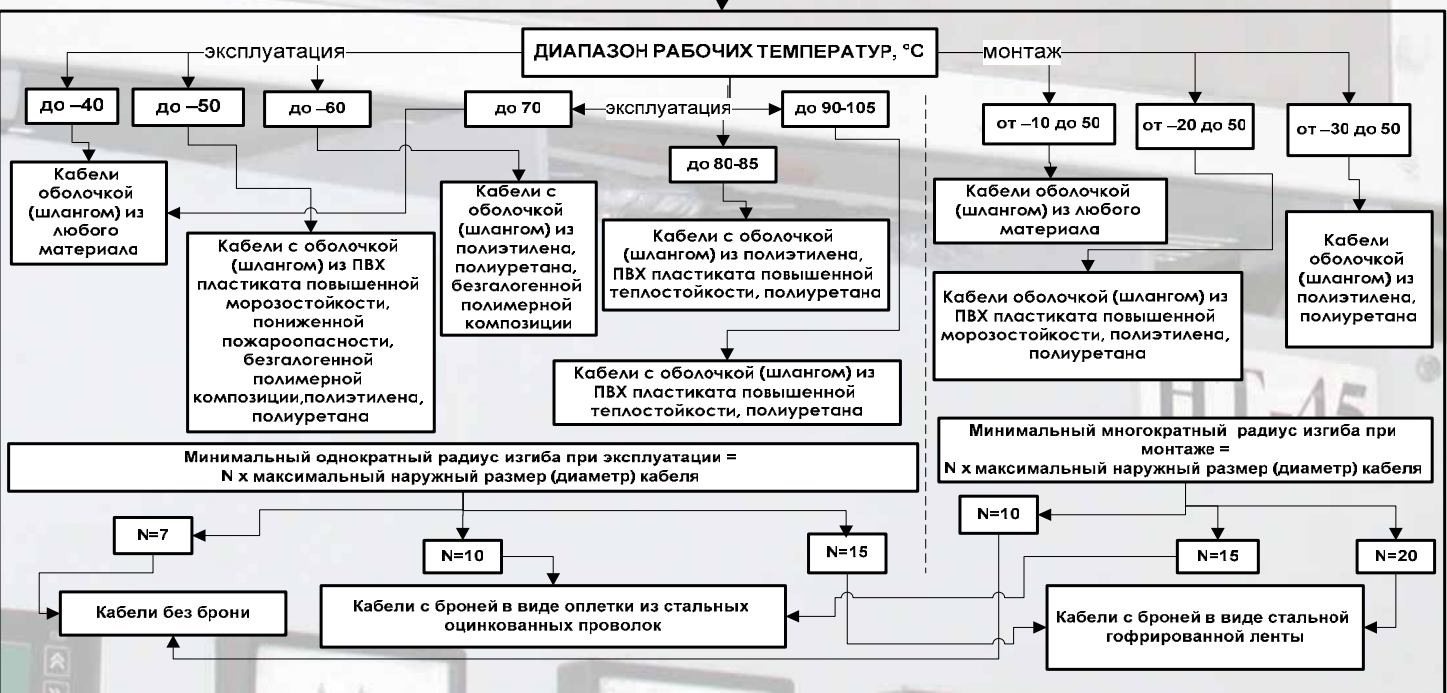 эксплуатация
ДИАПАЗОН РАБОЧИХ ТЕМПЕРАТУР, °С
монтаж
до –40
до –50
до –60
до 70
эксплуатация
до 90-105
от –10 до 50
от –20 до 50
от –30 до 50
до 80-85
Кабели
оболочкой
(шлангом) из
любого
материала
Кабели с оболочкой
(шлангом) из ПВХ
пластиката повышенной
морозостойкости,
пониженной
пожароопасности,
безгалогенной
полимерной
композиции,полиэтилена,
полиуретана
Кабели с
оболочкой
(шлангом) из
полиэтилена,
полиуретана,
безгалогенной
полимерной
композиции
Кабели с оболочкой
(шлангом) из полиэтилена,
ПВХ пластиката повышенной
теплостойкости, полиуретана
Кабели с оболочкой (шлангом) из
ПВХ пластиката повышенной
теплостойкости, полиуретана
Кабели оболочкой
(шлангом) из любого
материала
Кабели оболочкой (шлангом) из
ПВХ пластиката повышенной
морозостойкости, полиэтилена,
полиуретана
Кабели
оболочкой
(шлангом) из
полиэтилена,
полиуретана
НТ-45
Минимальный однократный радиус изгиба при эксплуатации =
N x максимальный наружный размер (диаметр) кабеля
Минимальный многократный радиус изгиба при
монтаже =
N x максимальный наружный размер (диаметр) кабеля
N=7
N=10
N=15
N=10
N=15
N=20
Кабели без брони
Кабели с броней в виде оплетки из стальных
оцинкованных проволок
Кабели с броней в виде стальной
гофрированной ленты